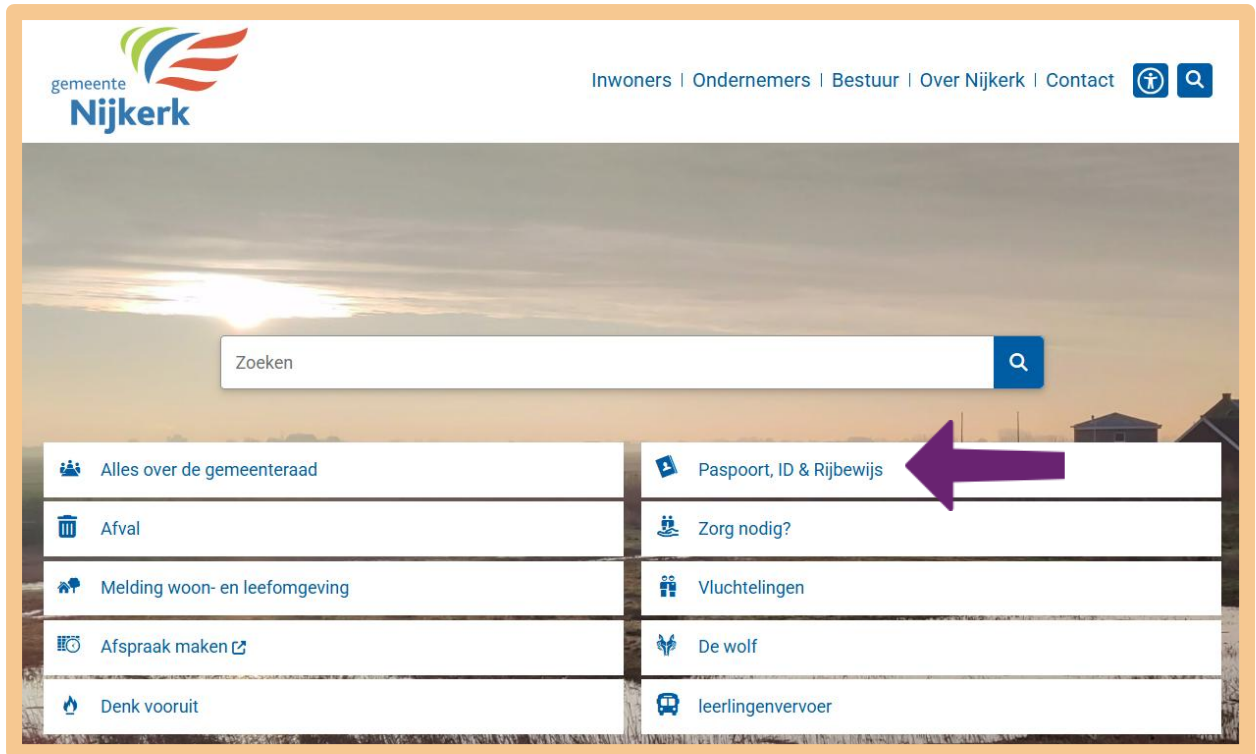 gemeente
Nijkerk
Inwoners | Ondernemers | Bestuur | Over Nijkerk | Contact
Zoeken
Alles over de gemeenteraad
Paspoort, ID & Rijbewijs
Afval
Zorg nodig?
Melding woon- en leefomgeving
Vluchtelingen
Afspraak maken
De wolf
Denk vooruit
leerlingenvervoer